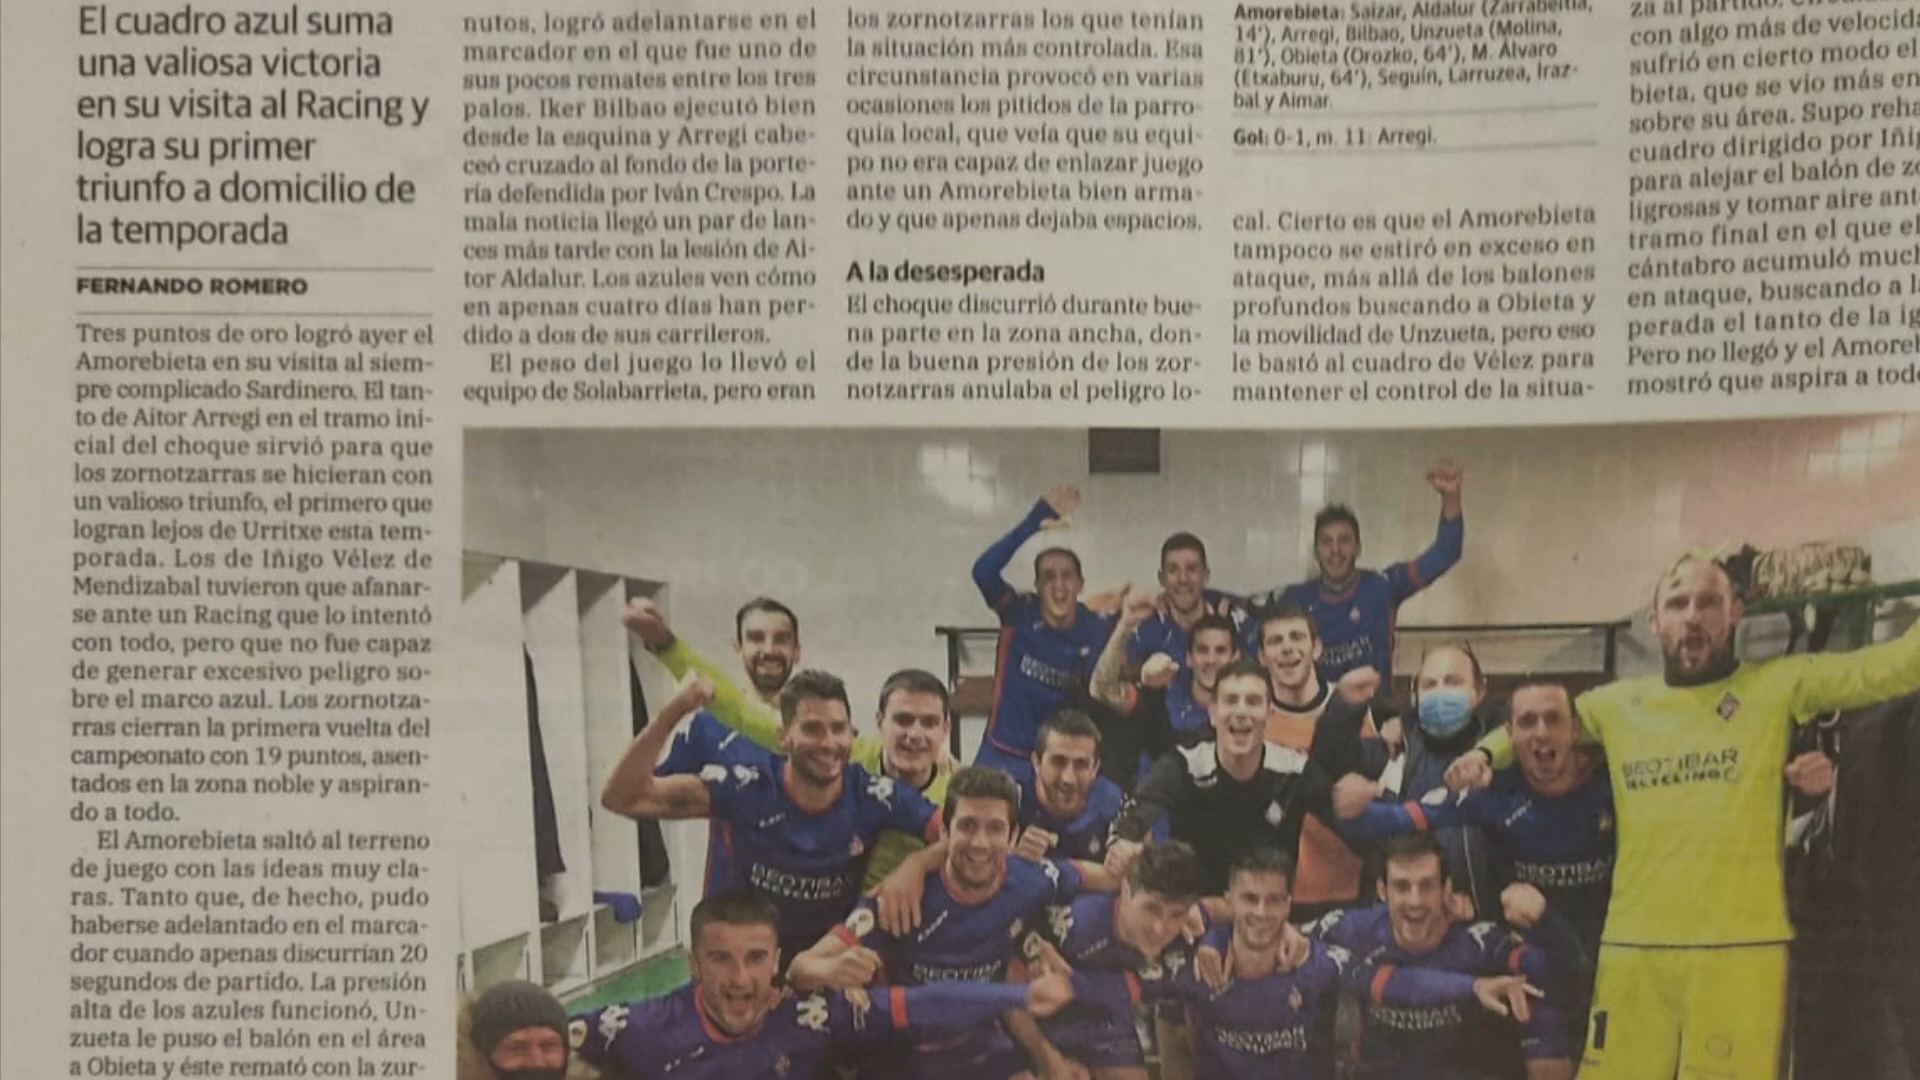 El cuadro azul suma
una valiosa victoria
en su visita al Racing y
logra su primer
triunfo a domicilio de
la temporada
FERNANDO ROMERO
Tres puntos de oro logró ayer el
Amorebieta en su visita al siem-
pre complicado Sardinero. El tan-
to de Aitor Arregi en el tramo ini-
cial del choque sirvió para que
los zornotzarras se hicieran con
un valioso triunfo, el primero que
logran lejos de Urritxe esta tem-
porada. Los de Iñigo Vélez de
Mendizabal tuvieron que afanar-
se ante un Racing que lo intentó
con todo, pero que no fue capaz
de generar excesivo peligro so-
bre el marco azul. Los zornotza-
rras cierran la primera vuelta del
campeonato con 19 puntos, asen-
tados en la zona noble y aspiran-
do a todo.
El Amorebieta saltó al terreno
de juego con las ideas muy cla-
ras. Tanto que, de hecho, pudo
haberse adelantado en el marca-
dor cuando apenas discurrían 20
segundos de partido. La presión
alta de los azules funcionó, Un-
zueta le puso el balón en el área
a Obieta y éste remató con la zur-
nutos, logró adelantarse en el
marcador en el que fue uno de
sus pocos remates entre los tres
palos. Iker Bilbao ejecutó bien
desde la esquina y Arregi cabe-
ceó cruzado al fondo de la porte-
ría defendida por Iván Crespo. La
mala noticia llegó un par de lan-
ces más tarde con la lesión de Ai-
tor Aldalur. Los azules ven cómo
en apenas cuatro días han per-
dido a dos de sus carrileros.
El peso del juego lo llevó el
equipo de Solabarrieta, pero eran
los zornotzarras los que tenían
la situación más controlada. Esa
circunstancia provocó en varias
ocasiones los pitidos de la parro-
quia local, que veía que su equi-
po no era capaz de enlazar juego
ante un Amorebieta bien arma-
do y que apenas dejaba espacios.
A la desesperada
El choque discurrió durante bue-
na parte en la zona ancha, don-
de la buena presión de los zor-
notzarras anulaba el peligro lo-
Amorebieta: Saizar, Aldalur (Zarrabeitia,
14'), Arregi, Bilbao, Unzueta (Molina,
81'), Obieta (Orozko, 64'), M. Álvaro
(Etxaburu, 64'), Seguín, Larruzea, Iraz-
bal y Aimar.
Gol: 0-1, m. 11: Arregi.
cal. Cierto es que el Amorebieta
tampoco se estiró en exceso en
ataque, más allá de los balones
profundos buscando a Obieta y
la movilidad de Unzueta, pero eso
le bastó al cuadro de Vélez para
mantener el control de la situa-
za al partido.
con algo más de velocida
sufrió en cierto modo el
bieta, que se vio más en
sobre su área. Supo reha
cuadro dirigido por Iñig
para alejar el balón de zo
ligrosas y tomar aire ant
tramo final en el que el
cántabro acumuló much
en ataque, buscando a la
perada el tanto de la ig
Pero no llegó y el Amoreb
mostró que aspira a todo
BEOTIBAR
RECYCLING
BEOTIBAR
RECYCLING
1